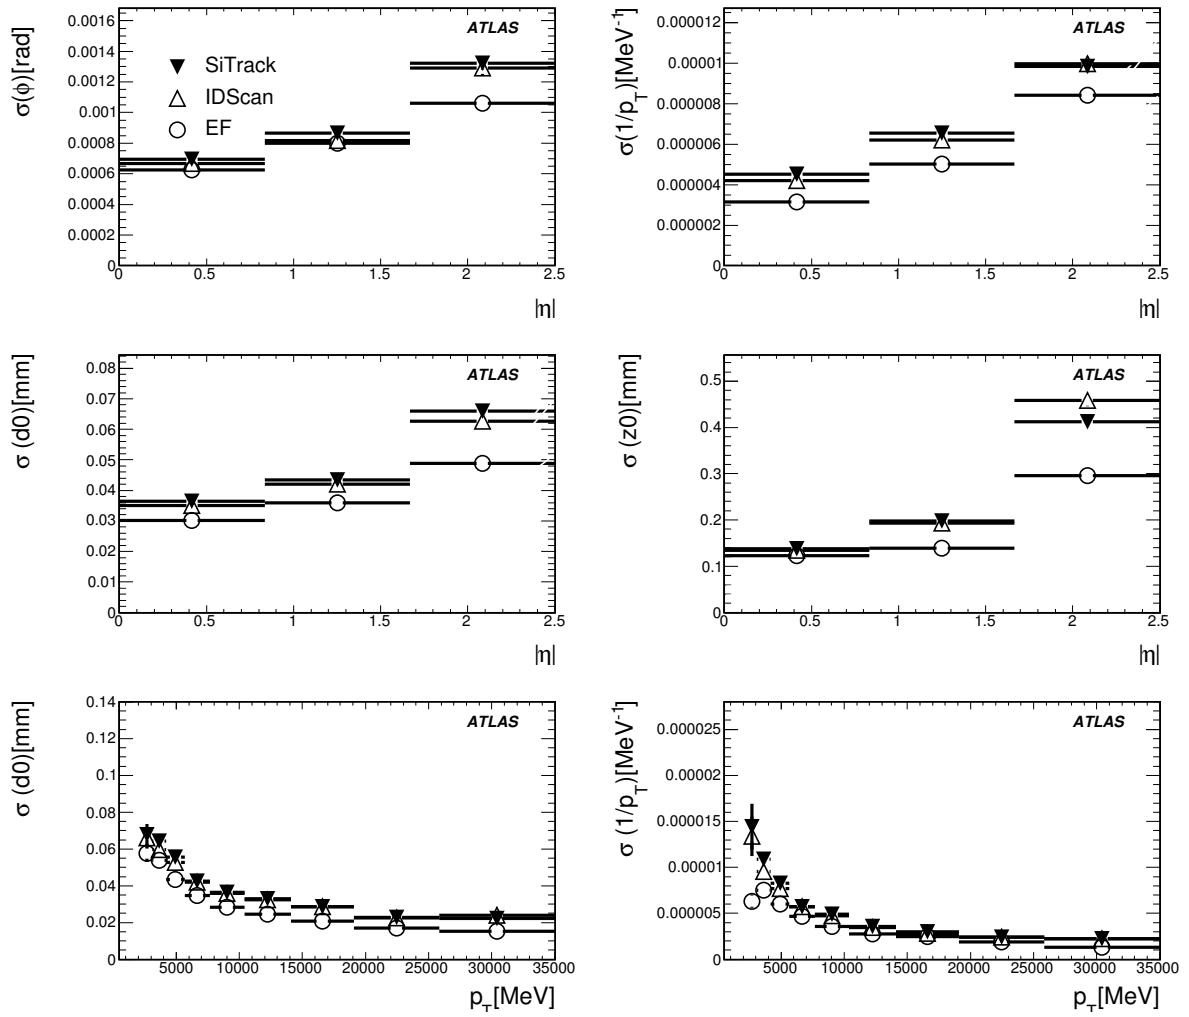 σ(ϕ)[rad]
0.0016
0.0014
0.0012
0.001
0.0008
0.0006
0.0004
0.0002
0
ATLAS
SiTrack
IDScan
EF
0 0.5 1 1.5 2 2.5
|η|
σ(1/p_T)[MeV⁻¹]
0.000012
0.00001
0.000008
0.000006
0.000004
0.000002
0
ATLAS
0 0.5 1 1.5 2 2.5
|η|
σ (d0)[mm]
0.08
0.07
0.06
0.05
0.04
0.03
0.02
0.01
0
ATLAS
0 0.5 1 1.5 2 2.5
|η|
σ (z0)[mm]
0.5
0.4
0.3
0.2
0.1
0
ATLAS
0 0.5 1 1.5 2 2.5
|η|
σ (d0)[mm]
0.14
0.12
0.1
0.08
0.06
0.04
0.02
0
ATLAS
5000 10000 15000 20000 25000 30000 35000
p_T[MeV]
σ (1/p_T)[MeV⁻¹]
0.000025
0.00002
0.000015
0.00001
0.000005
0
ATLAS
5000 10000 15000 20000 25000 30000 35000
p_T[MeV]